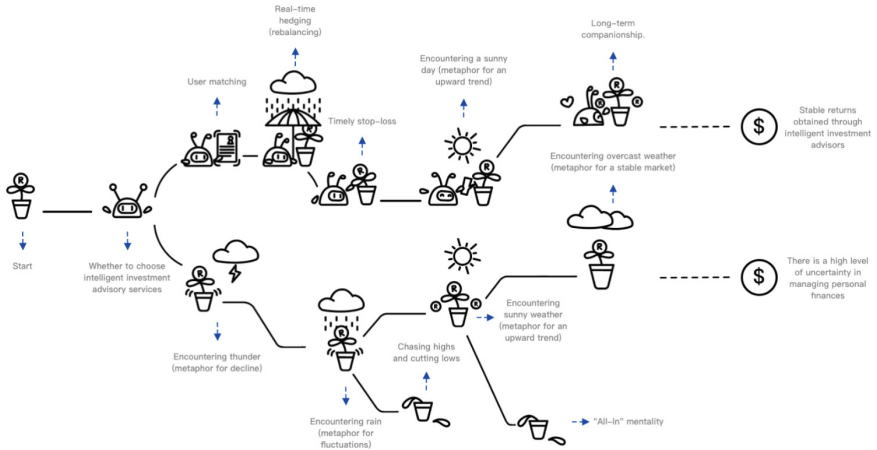 Real-time
hedging
(rebalancing)
Long-term
companionship.
Encountering a sunny
day (metaphor for an
upward trend)
User matching
Timely stop-loss
R
R
R
R
$
Stable returns
obtained through
intelligent investment
advisors
Encountering overcast weather
(metaphor for a stable market)
R
R
R
R
Start
Whether to choose
intelligent investment
advisory services
R
R
$
There is a high level
of uncertainty in
managing personal
finances
R
R
R
Encountering
sunny weather
(metaphor for an
upward trend)
R
Encountering thunder
(metaphor for decline)
Chasing highs
and cutting lows
Encountering rain
(metaphor for
fluctuations)
"All-In" mentality